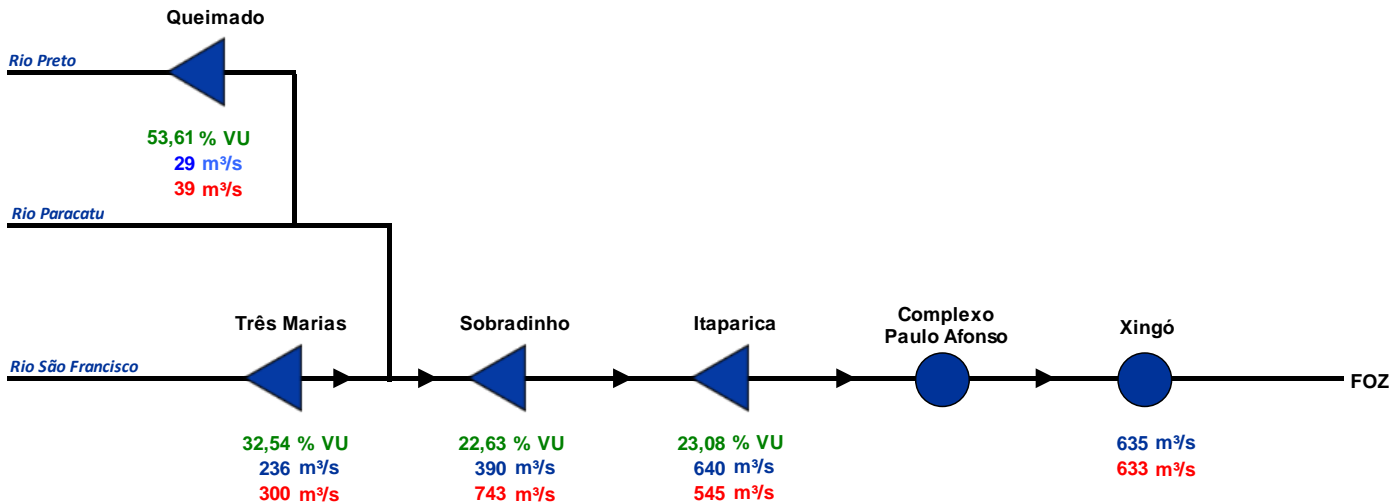 Queimado
Rio Preto
53,61 % VU
29 m³/s
39 m³/s
Rio Paracatu
Três Marias
Sobradinho
Itaparica
Complexo
Paulo Afonso
Xingó
Rio São Francisco
FOZ
32,54 % VU
236 m³/s
300 m³/s
22,63 % VU
390 m³/s
743 m³/s
23,08 % VU
640 m³/s
545 m³/s
635 m³/s
633 m³/s